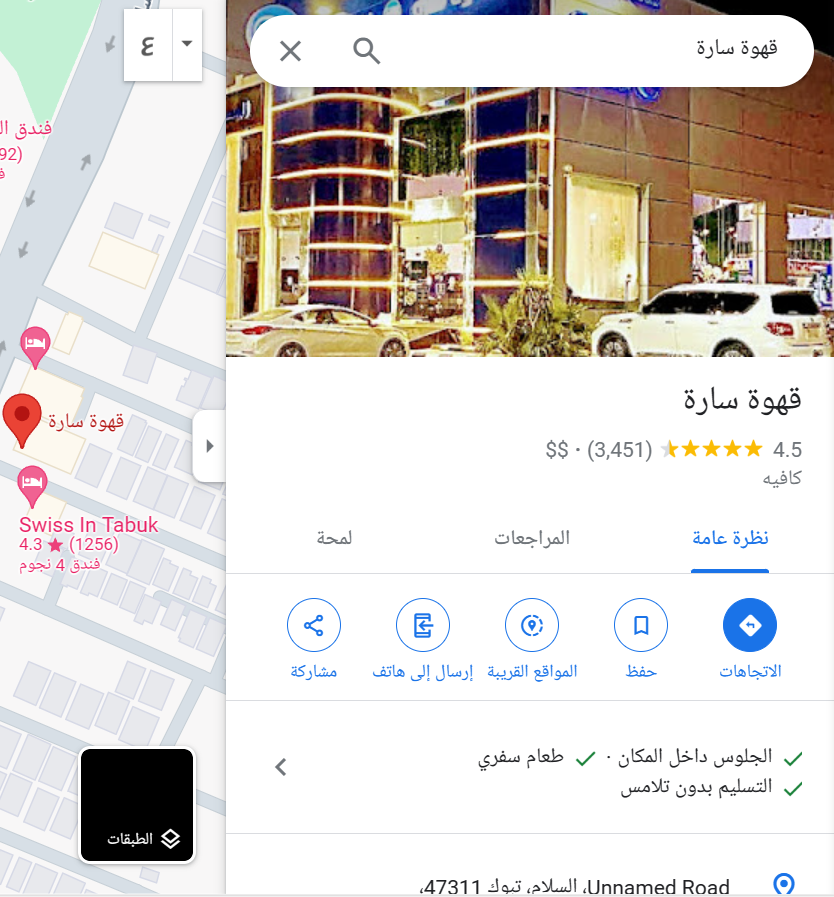 قهوة سارة
قهوة سارة
4.5 (3,451) · $$
كافيه
نظرة عامة
المراجعات
لمحة
الاتجاهات
حفظ
المواقع القريبة
إرسال إلى هاتف
مشاركة
الجلوس داخل المكان · طعام سفري
التسليم بدون تلامس
Unnamed Road، السلام، تبوك 47311،
ع
فندق
92)
قهوة سارة
Swiss In Tabuk
4.3 (1256)
فندق 4 نجوم
الطبقات